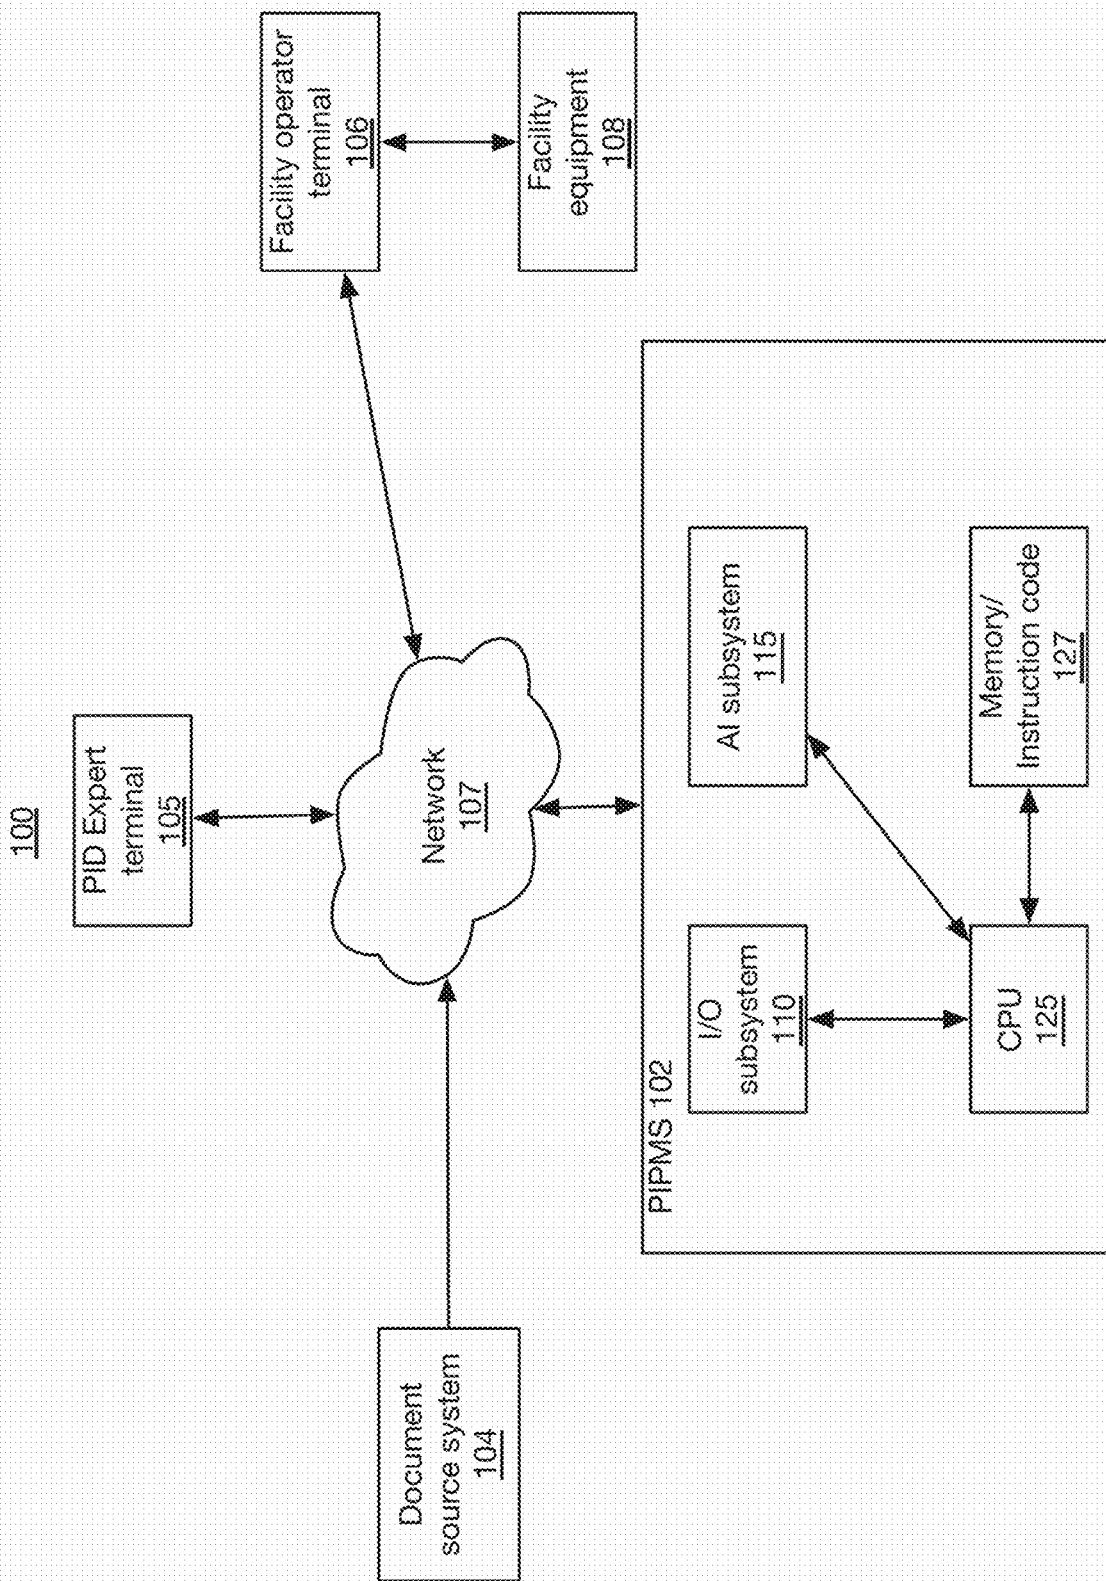 100
PID Expert
terminal
105
Facility operator
terminal
106
Document
source system
104
Network
107
Facility
equipment
108
PIPMS 102
I/O
subsystem
110
AI subsystem
115
CPU
125
Memory/
Instruction code
127